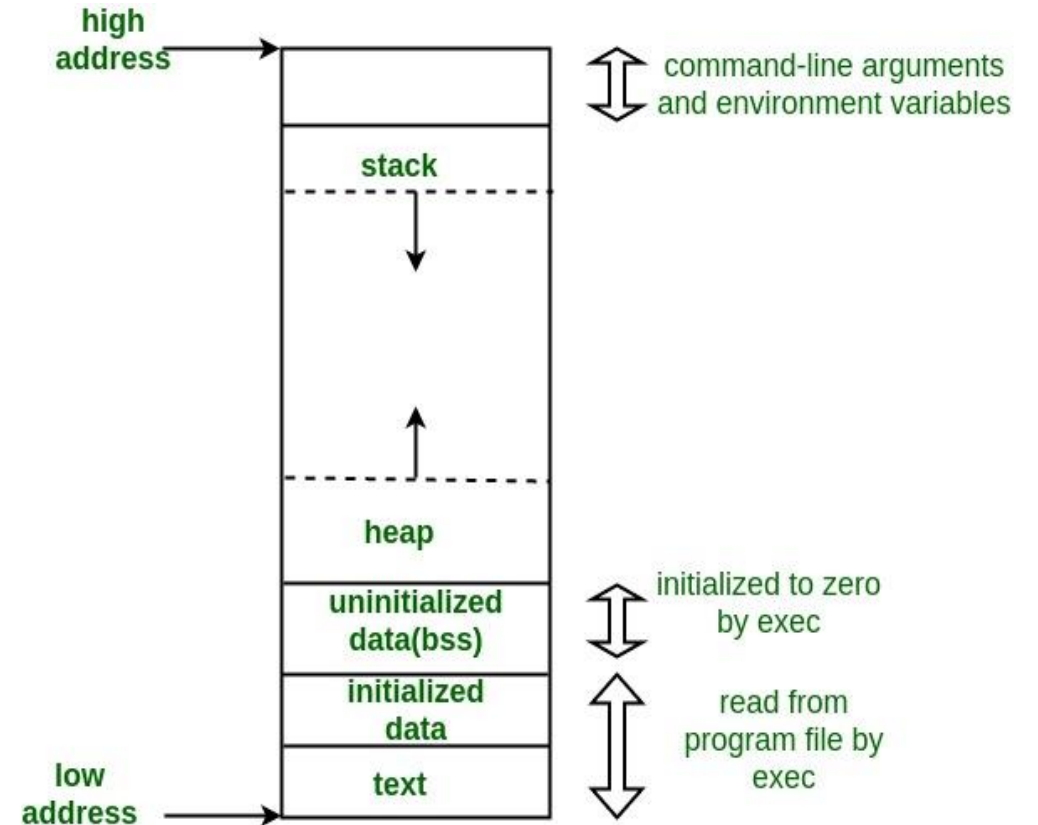 high
address
command-line arguments
and environment variables
stack
heap
uninitialized
data(bss)
initialized to zero
by exec
initialized
data
read from
program file by
exec
text
low
address